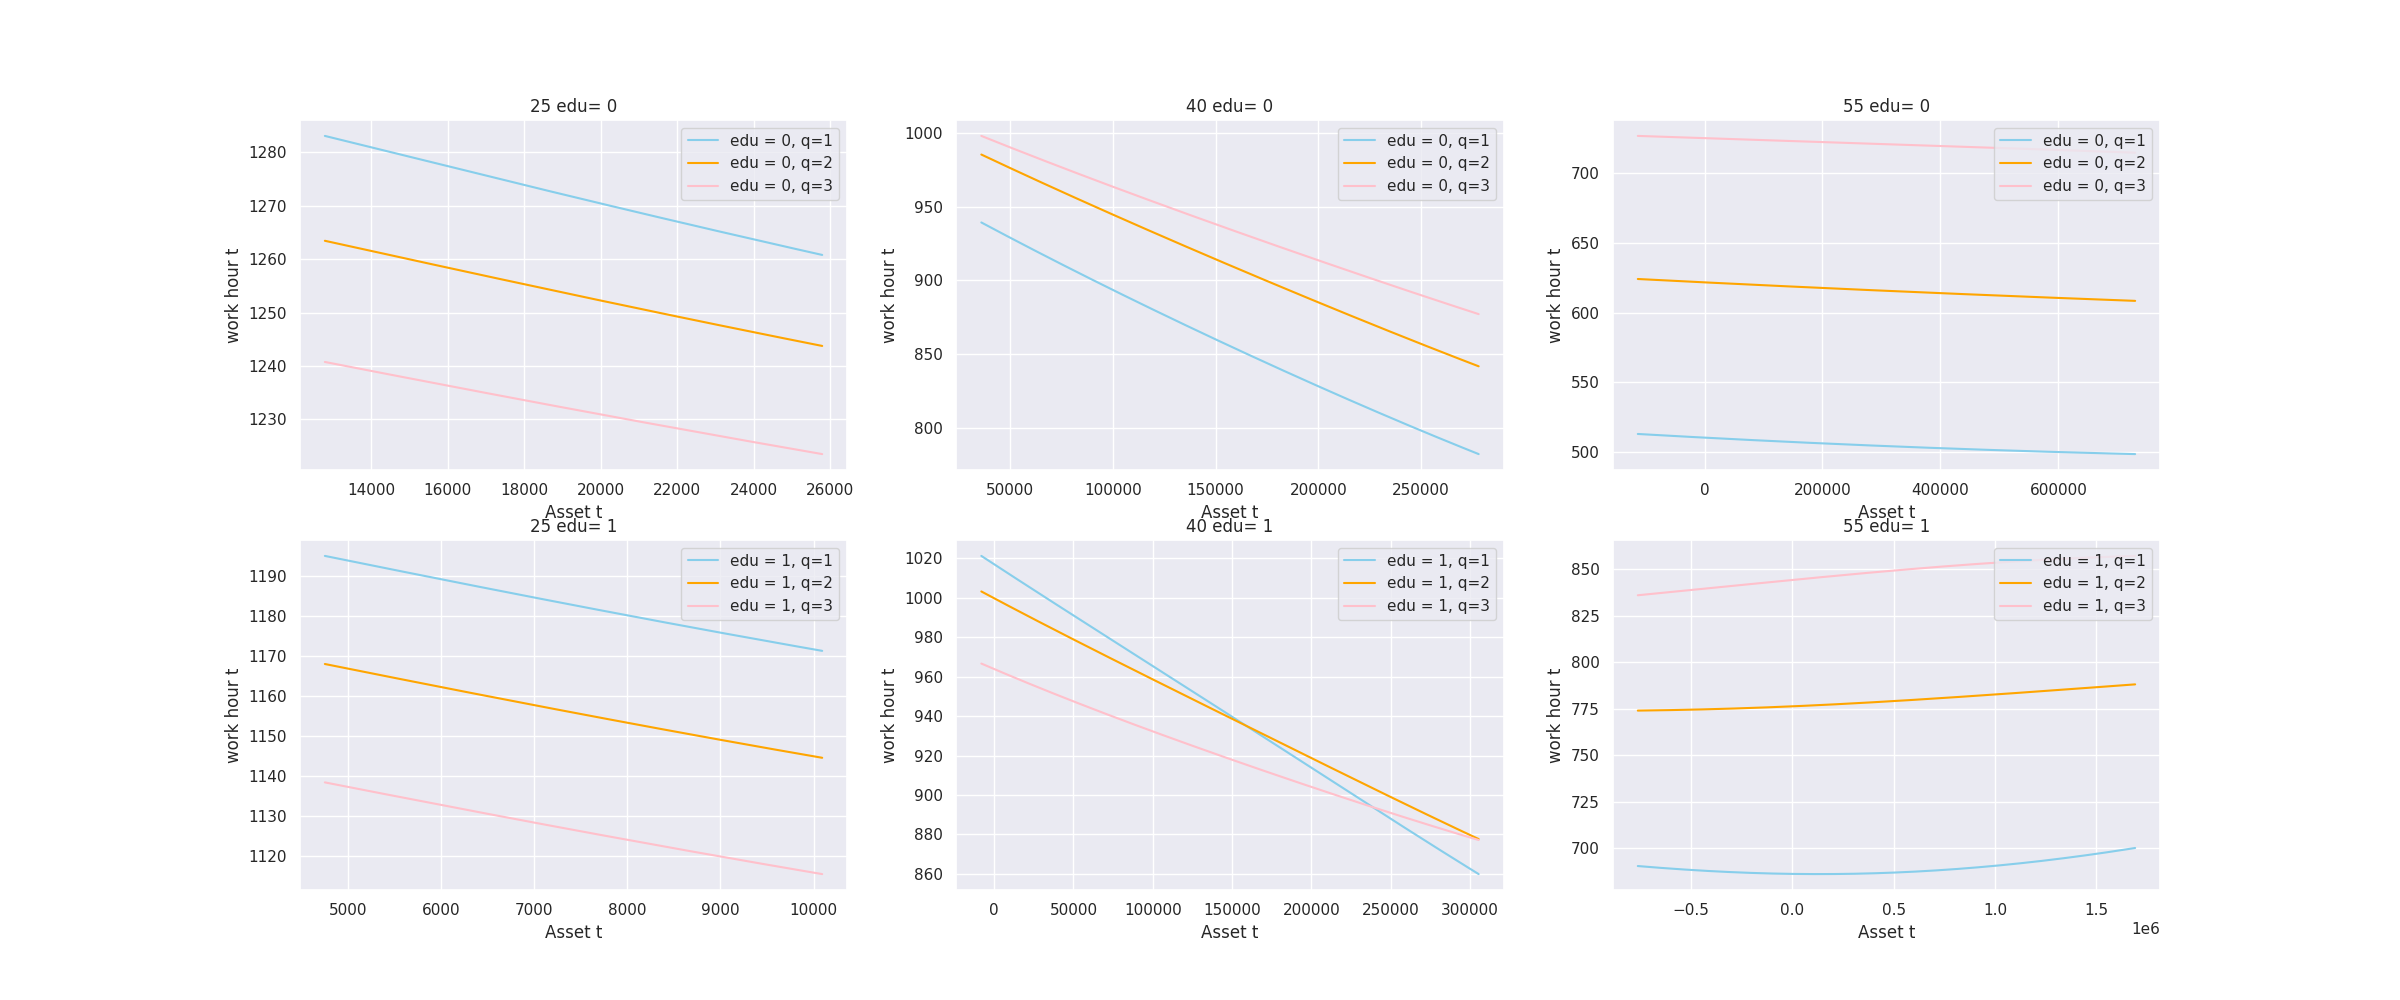 25 edu= 0
40 edu= 0
55 edu= 0
work hour t
1280
1270
1260
1250
1240
1230
edu = 0, q=1
edu = 0, q=2
edu = 0, q=3
14000 16000 18000 20000 22000 24000 26000
Asset t
work hour t
1000
950
900
850
800
edu = 0, q=1
edu = 0, q=2
edu = 0, q=3
50000 100000 150000 200000 250000
Asset t
work hour t
700
650
600
550
500
edu = 0, q=1
edu = 0, q=2
edu = 0, q=3
0 200000 400000 600000
Asset t
25 edu= 1
40 edu= 1
55 edu= 1
work hour t
1190
1180
1170
1160
1150
1140
1130
1120
edu = 1, q=1
edu = 1, q=2
edu = 1, q=3
5000 6000 7000 8000 9000 10000
Asset t
work hour t
1020
1000
980
960
940
920
900
880
860
edu = 1, q=1
edu = 1, q=2
edu = 1, q=3
0 50000 100000 150000 200000 250000 300000
Asset t
work hour t
850
825
800
775
750
725
700
edu = 1, q=1
edu = 1, q=2
edu = 1, q=3
−0.5 0.0 0.5 1.0 1.5
1e6
Asset t